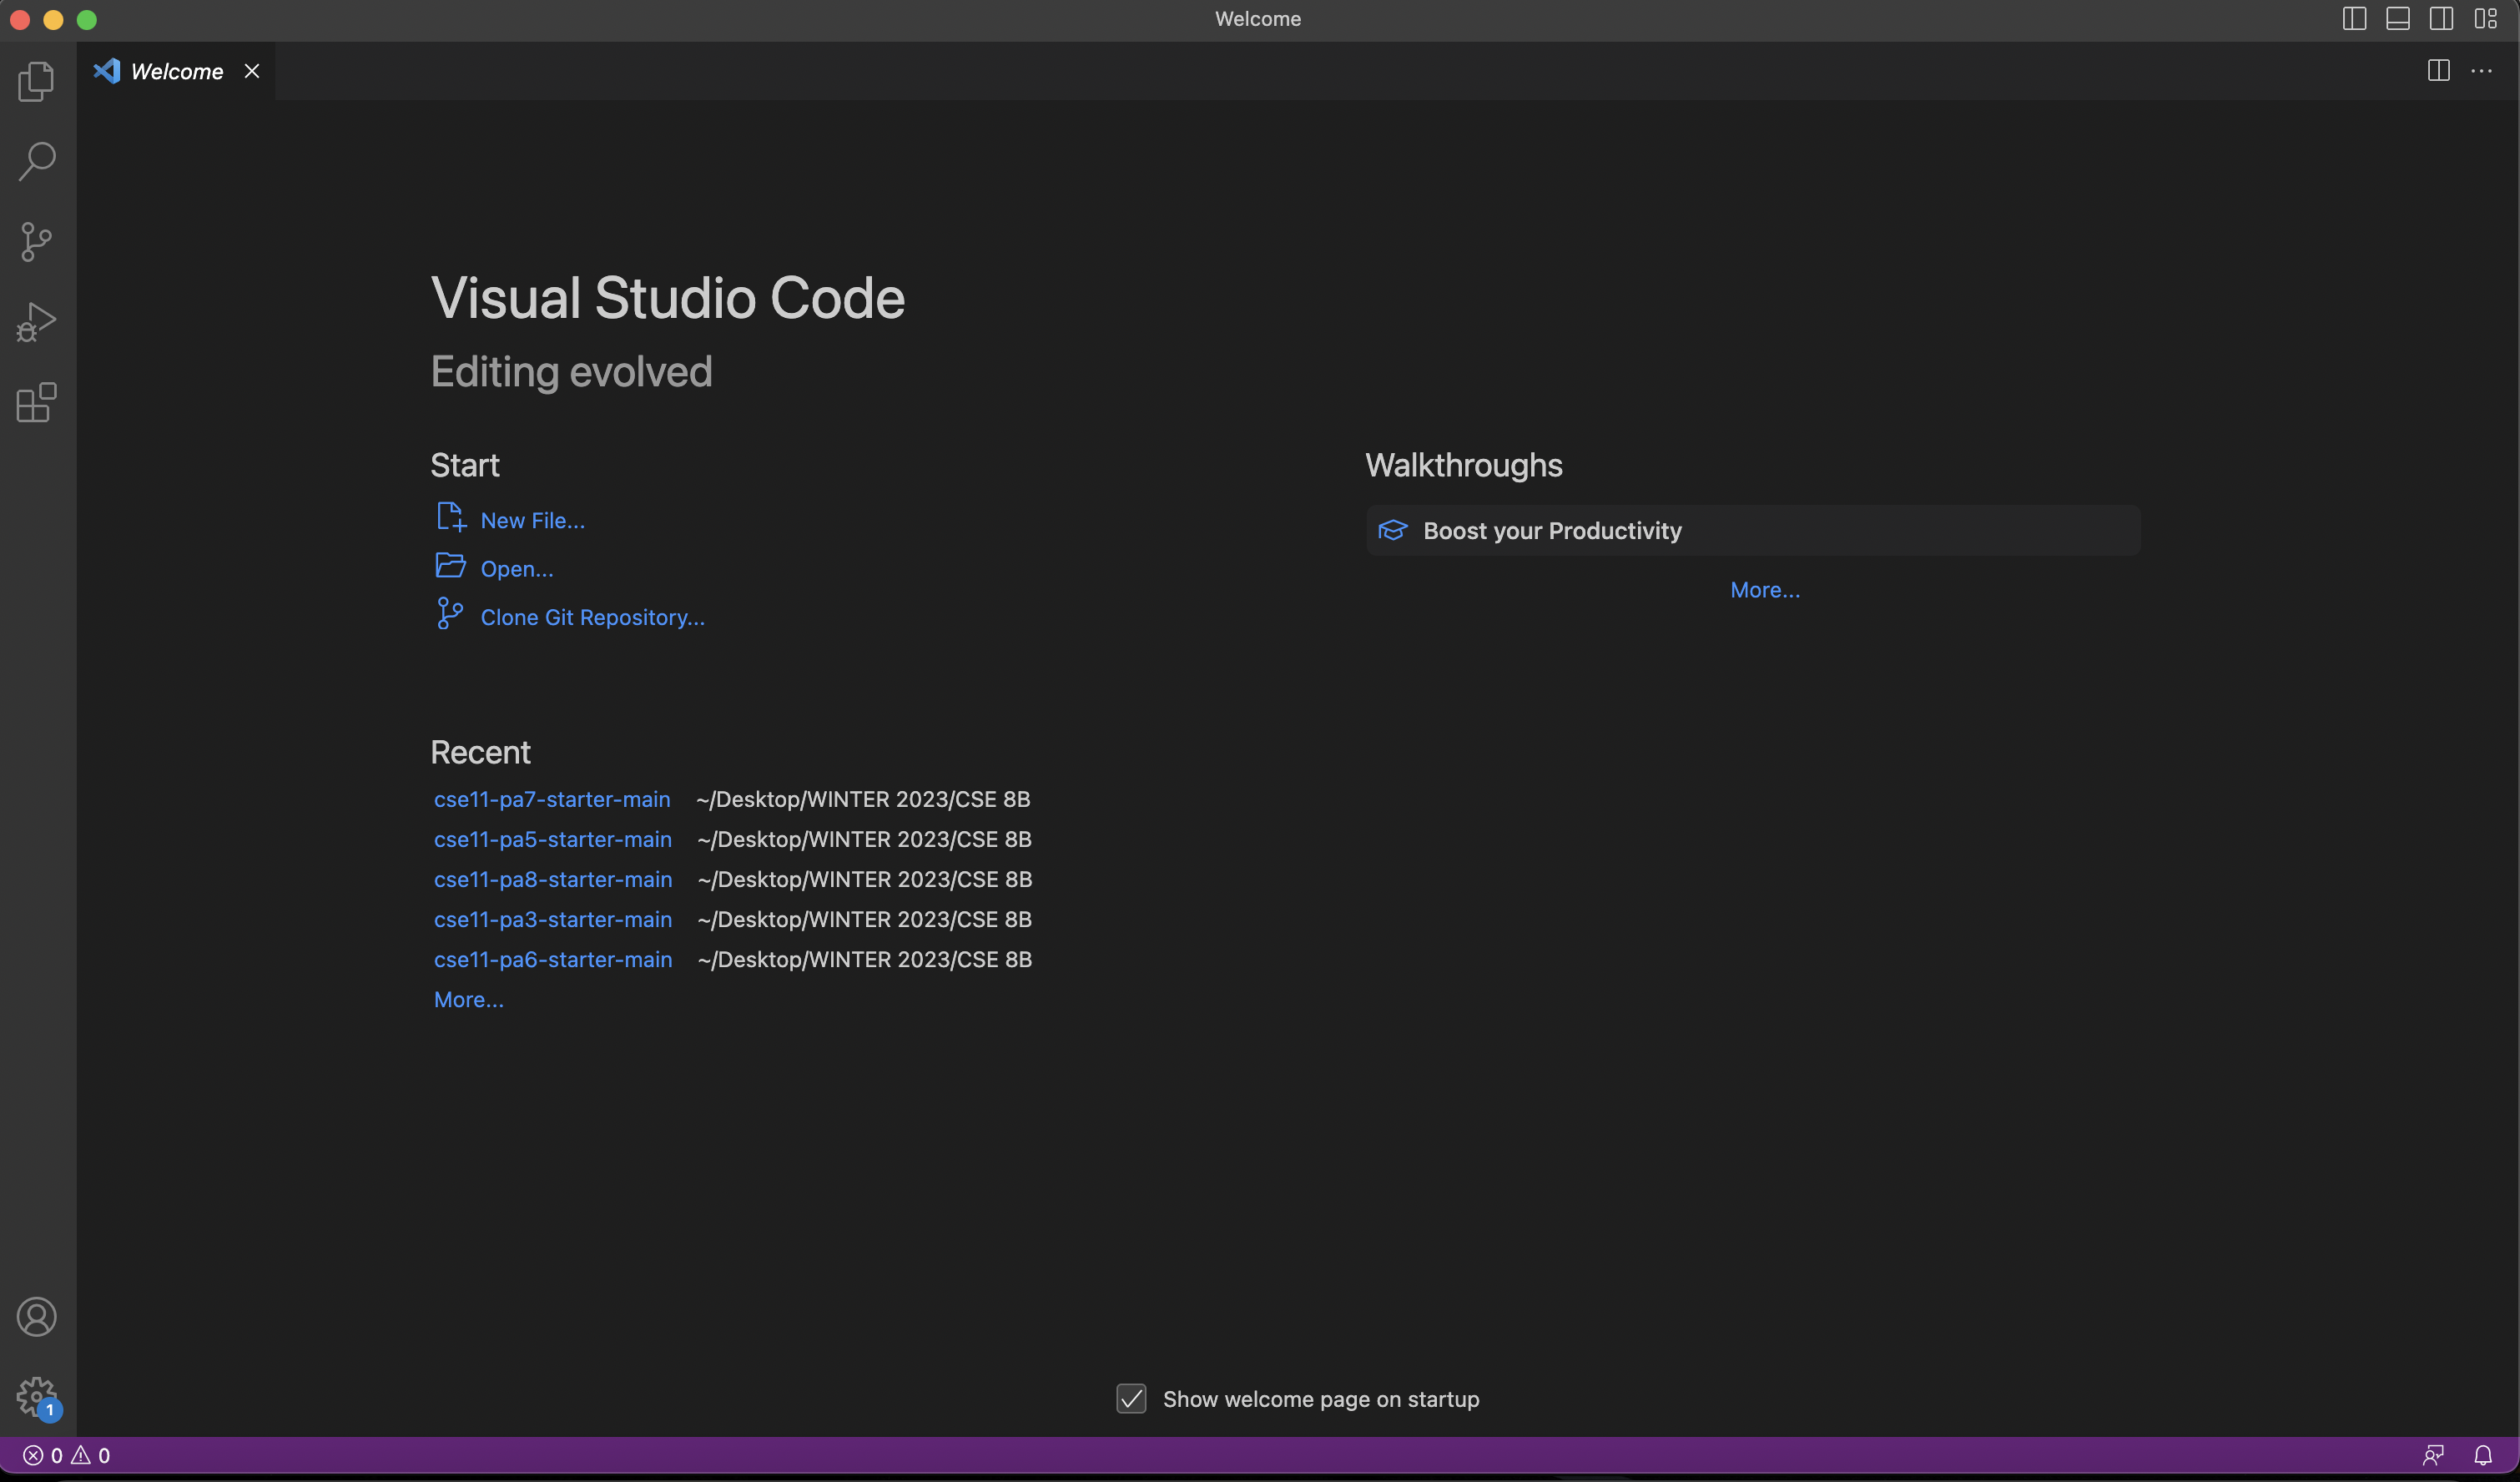 Welcome
Welcome
Visual Studio Code
Editing evolved
Start
New File...
Open...
Clone Git Repository...
Walkthroughs
Boost your Productivity
More...
Recent
cse11-pa7-starter-main ~/Desktop/WINTER 2023/CSE 8B
cse11-pa5-starter-main ~/Desktop/WINTER 2023/CSE 8B
cse11-pa8-starter-main ~/Desktop/WINTER 2023/CSE 8B
cse11-pa3-starter-main ~/Desktop/WINTER 2023/CSE 8B
cse11-pa6-starter-main ~/Desktop/WINTER 2023/CSE 8B
More...
Show welcome page on startup
1
0 0